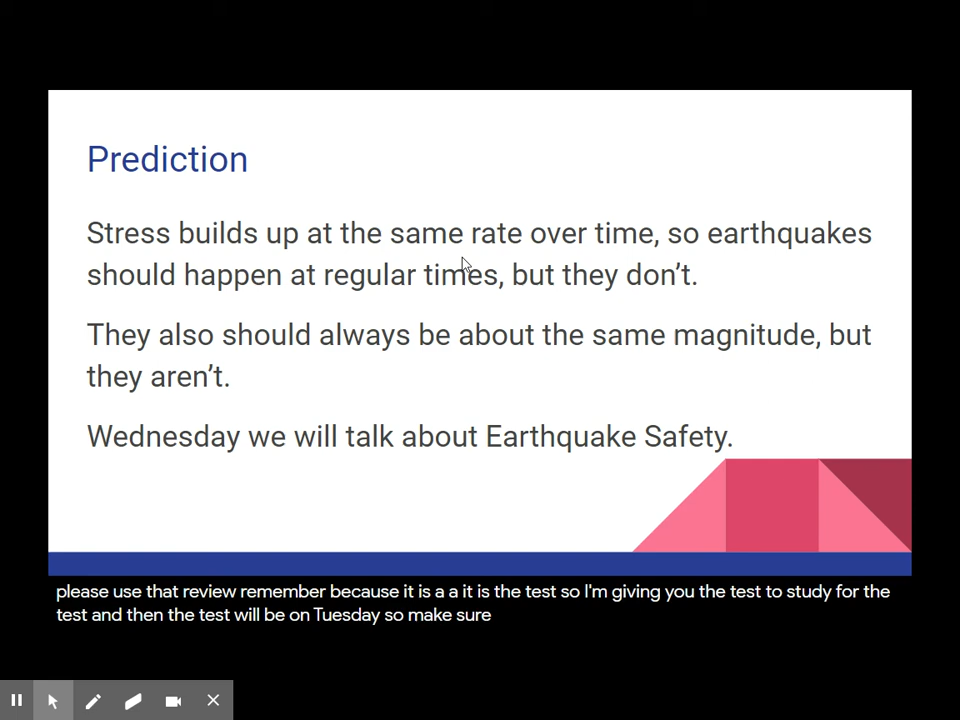 Prediction
Stress builds up at the same rate over time, so earthquakes
should happen at regular times, but they don’t.
They also should always be about the same magnitude, but
they aren’t.
Wednesday we will talk about Earthquake Safety.
please use that review remember because it is a a it is the test so I'm giving you the test to study for the
test and then the test will be on Tuesday so make sure